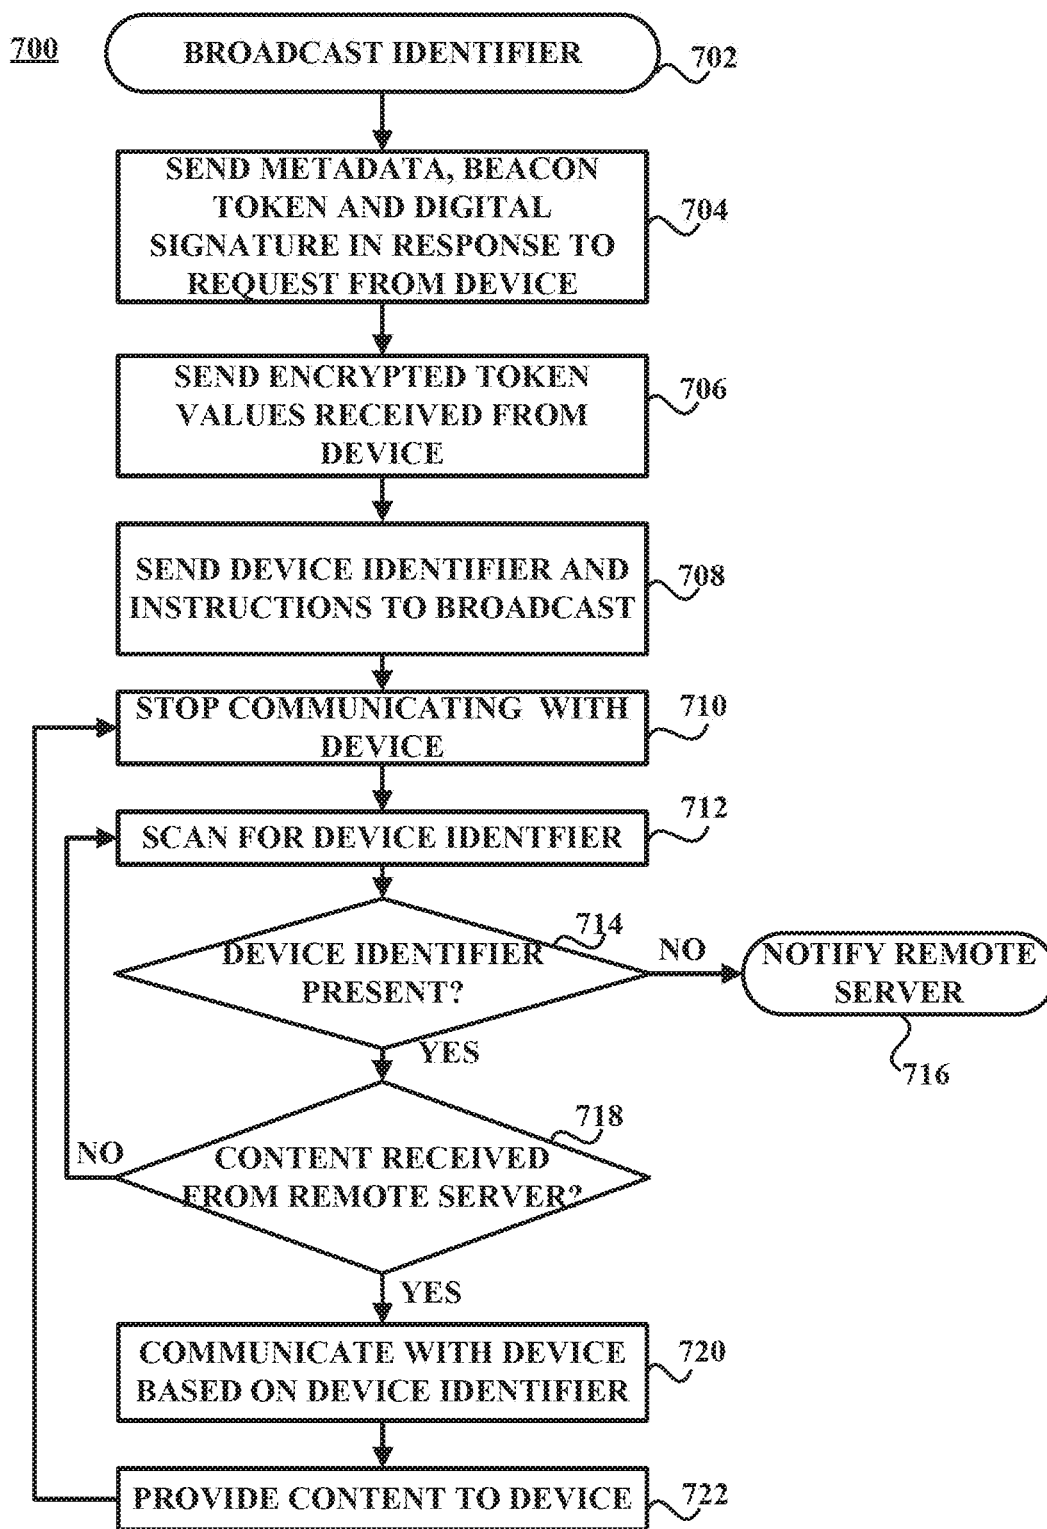 700
BROADCAST IDENTIFIER
702
SEND METADATA, BEACON
TOKEN AND DIGITAL
SIGNATURE IN RESPONSE TO
REQUEST FROM DEVICE
704
SEND ENCRYPTED TOKEN
VALUES RECEIVED FROM
DEVICE
706
SEND DEVICE IDENTIFIER AND
INSTRUCTIONS TO BROADCAST
708
STOP COMMUNICATING WITH
DEVICE
710
SCAN FOR DEVICE IDENTFIER
712
DEVICE IDENTIFIER
PRESENT?
714
NO
NOTIFY REMOTE
SERVER
716
YES
CONTENT RECEIVED
FROM REMOTE SERVER?
718
NO
YES
COMMUNICATE WITH DEVICE
BASED ON DEVICE IDENTIFIER
720
PROVIDE CONTENT TO DEVICE
722